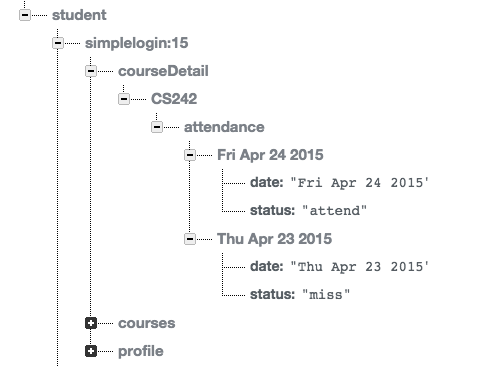 student
simplelogin:15
courseDetail
CS242
attendance
Fri Apr 24 2015
date: "Fri Apr 24 2015'
status: "attend"
Thu Apr 23 2015
date: "Thu Apr 23 2015'
status: "miss"
courses
profile